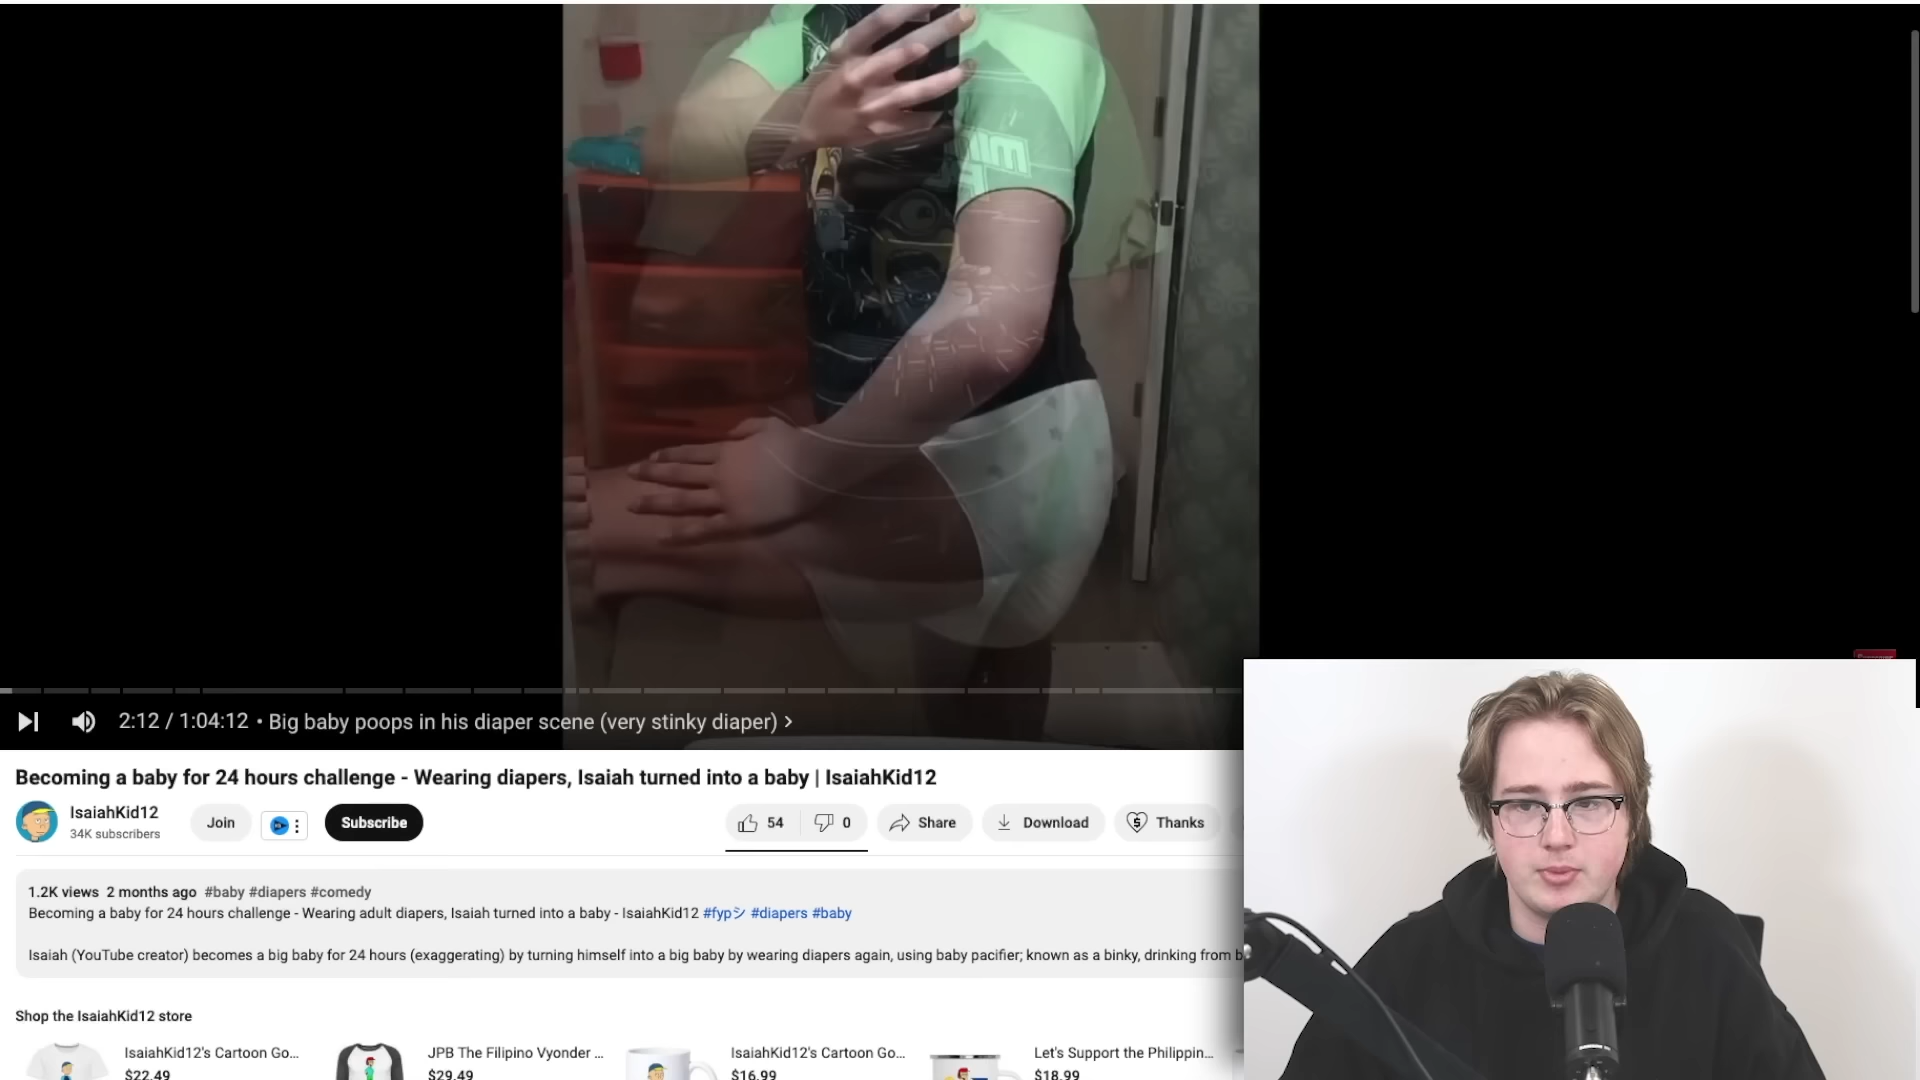 2:12 / 1:04:12 • Big baby poops in his diaper scene (very stinky diaper) >
Becoming a baby for 24 hours challenge - Wearing diapers, Isaiah turned into a baby | IsaiahKid12
IsaiahKid12
34K subscribers
Join
Subscribe
54
0
Share
Download
Thanks
1.2K views 2 months ago #baby #diapers #comedy
Becoming a baby for 24 hours challenge - Wearing adult diapers, Isaiah turned into a baby - IsaiahKid12 #fypシ #diapers #baby
Isaiah (YouTube creator) becomes a big baby for 24 hours (exaggerating) by turning himself into a big baby by wearing diapers again, using baby pacifier; known as a binky, drinking from b
Shop the IsaiahKid12 store
IsaiahKid12's Cartoon Go...
$22.49
JPB The Filipino Vyonder ...
$29.49
IsaiahKid12's Cartoon Go...
$16.99
Let's Support the Philippin...
$18.99